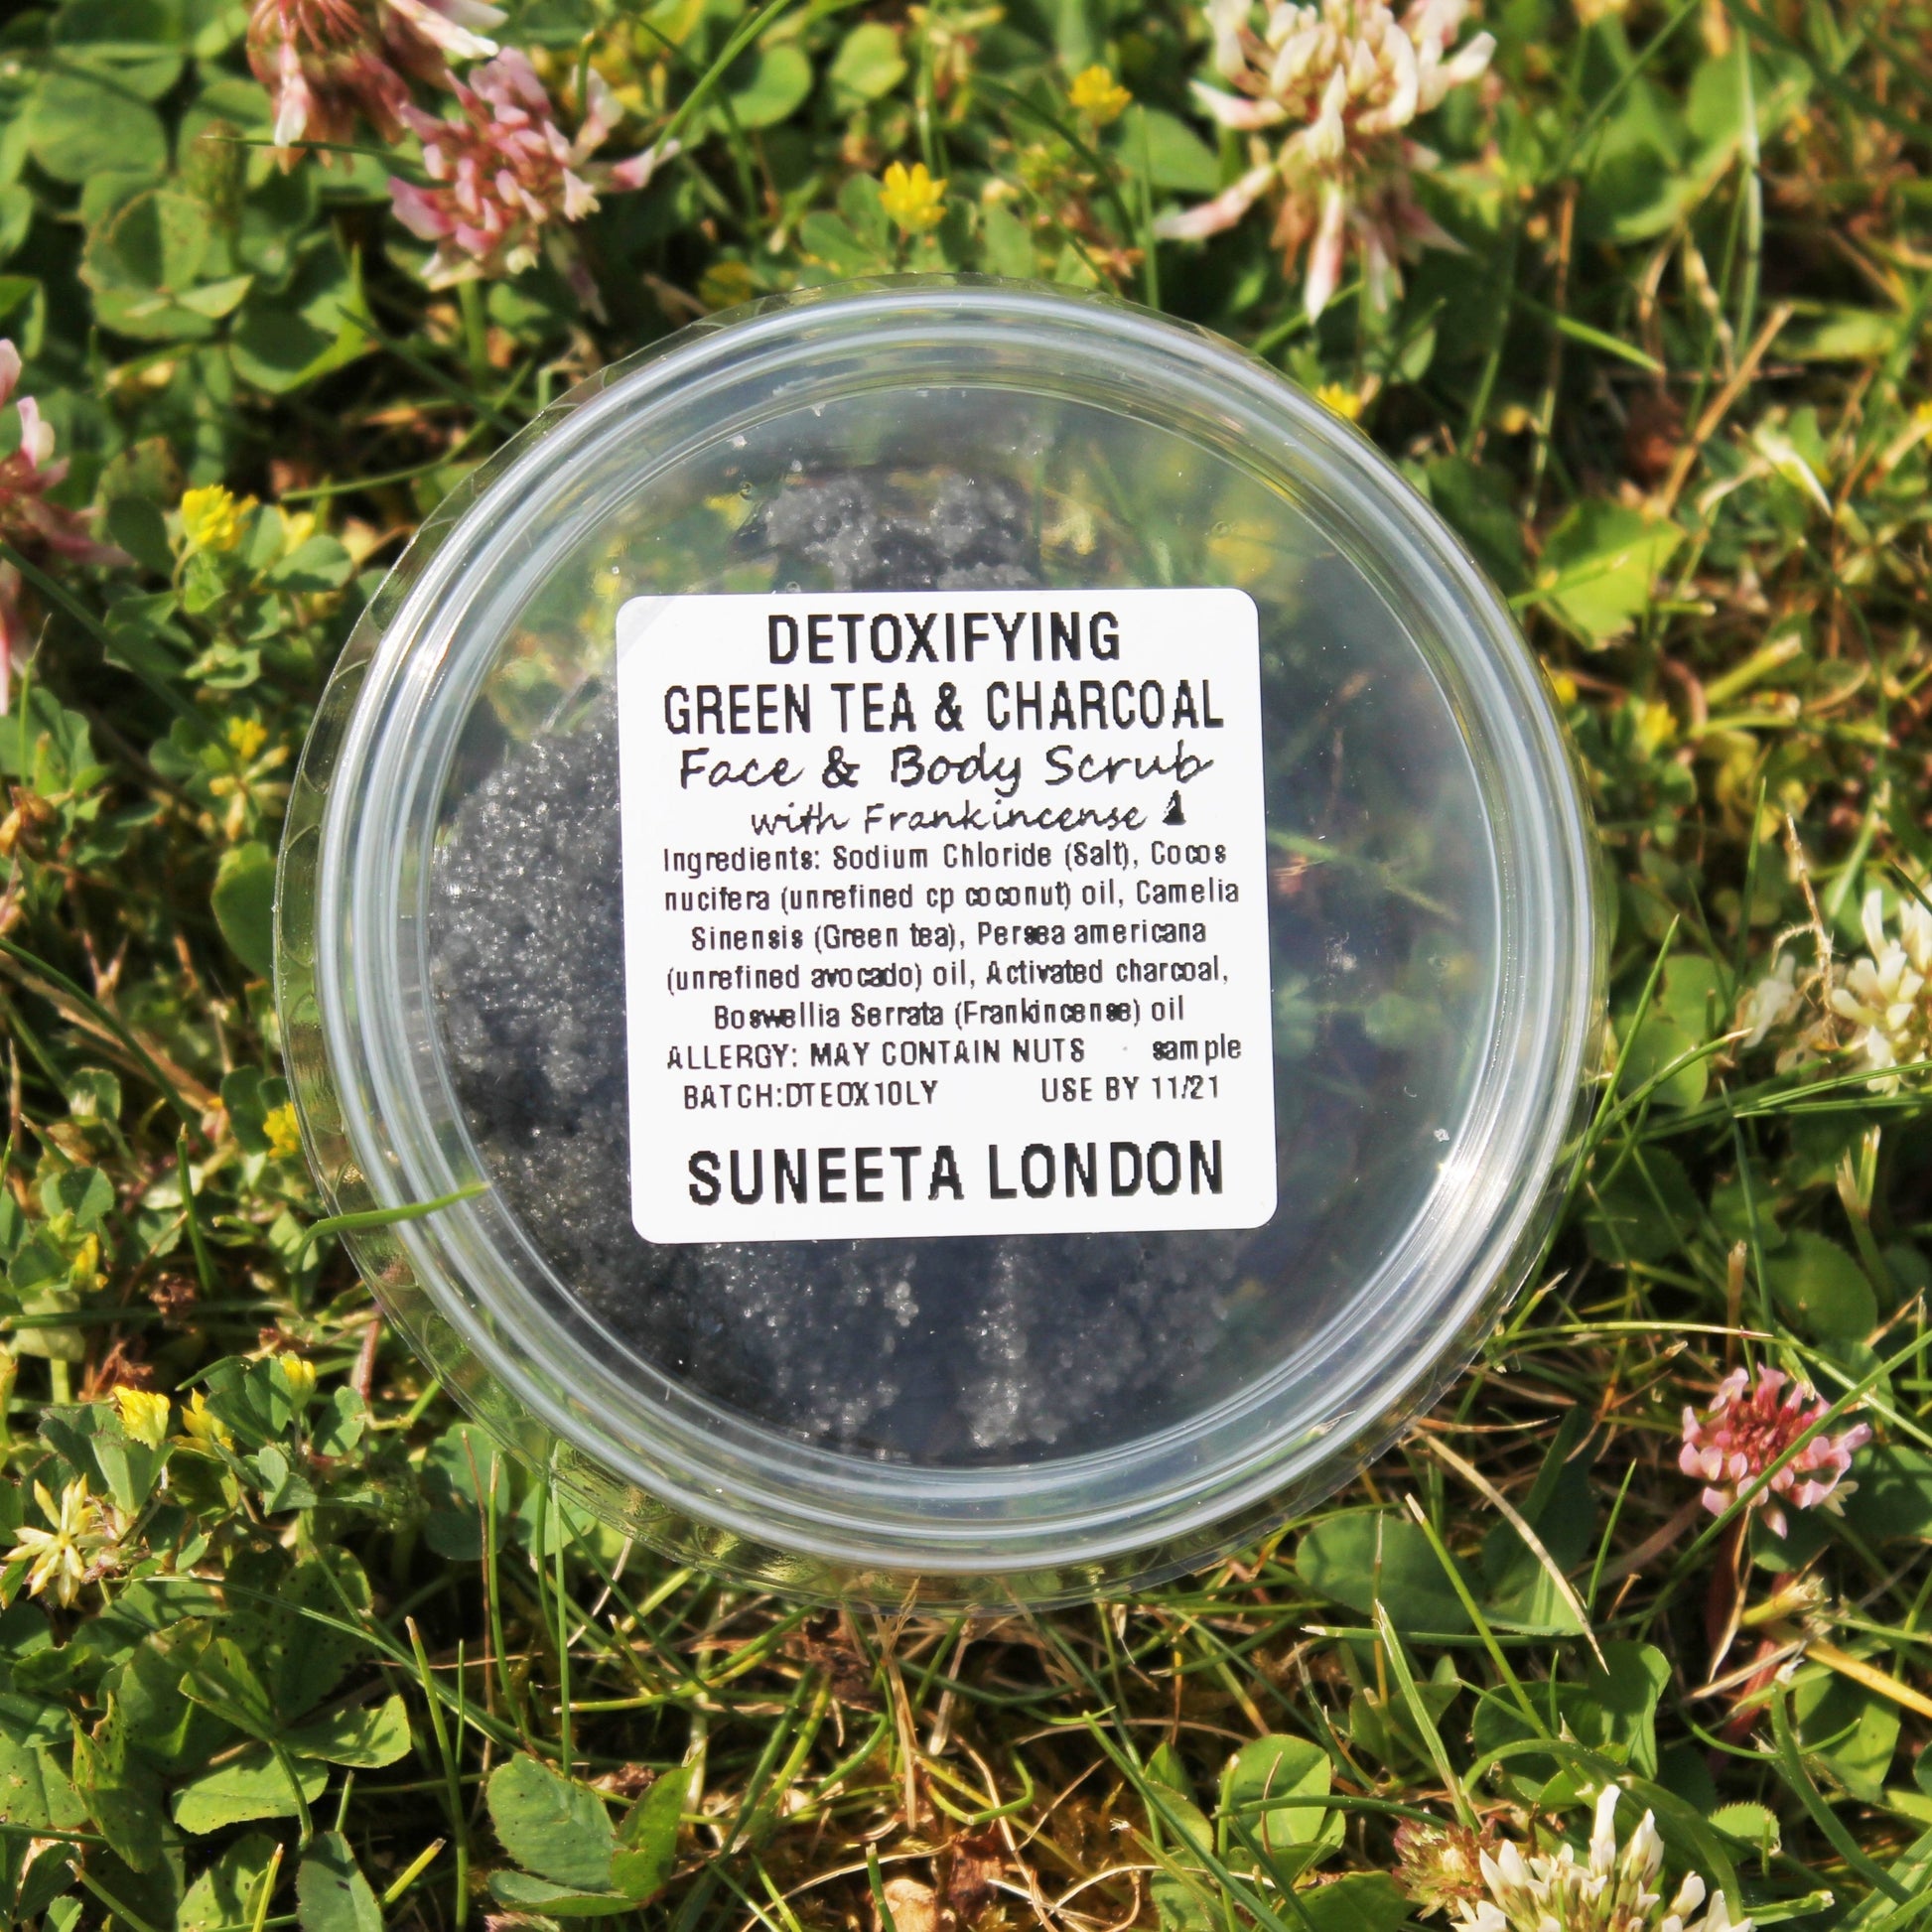 DETOXIFYING
GREEN TEA & CHARCOAL
Face & Body Scrub
with Frankincense
Ingredients: Sodium Chloride (Salt), Cocos
nucifera (unrefined cp coconut) oil, Camelia
Sinensis (Green tea), Persea americana
(unrefined avocado) oil, Activated charcoal,
Boswellia Serrata (Frankincense) oil
ALLERGY: MAY CONTAIN NUTS sample
BATCH:DTEOX10LY USE BY 11/21
SUNEETA LONDON